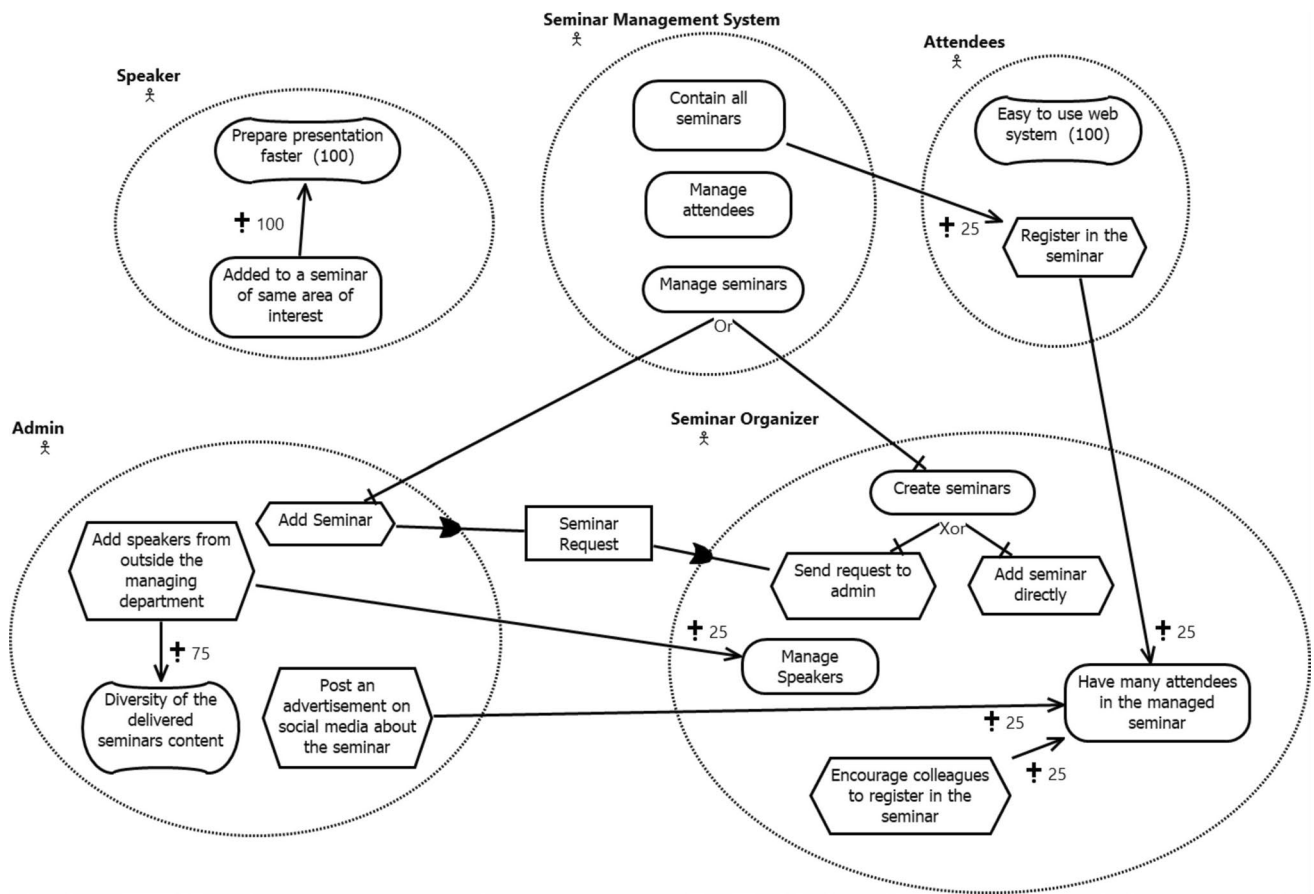 Seminar Management System
Attendees
Speaker
Contain all
seminars
Easy to use web
system (100)
Prepare presentation
faster (100)
Manage
attendees
100
25
Register in the
seminar
Added to a seminar
of same area of
interest
Manage seminars
Or
Admin
Seminar Organizer
Create seminars
Add Seminar
Seminar
Request
Xor
Add speakers from
outside the
managing
department
Send request to
admin
Add seminar
directly
25
25
75
Manage
Speakers
Diversity of the
delivered
seminars content
Post an
advertisement on
social media about
the seminar
Have many attendees
in the managed
seminar
25
Encourage colleagues
to register in the
seminar
25